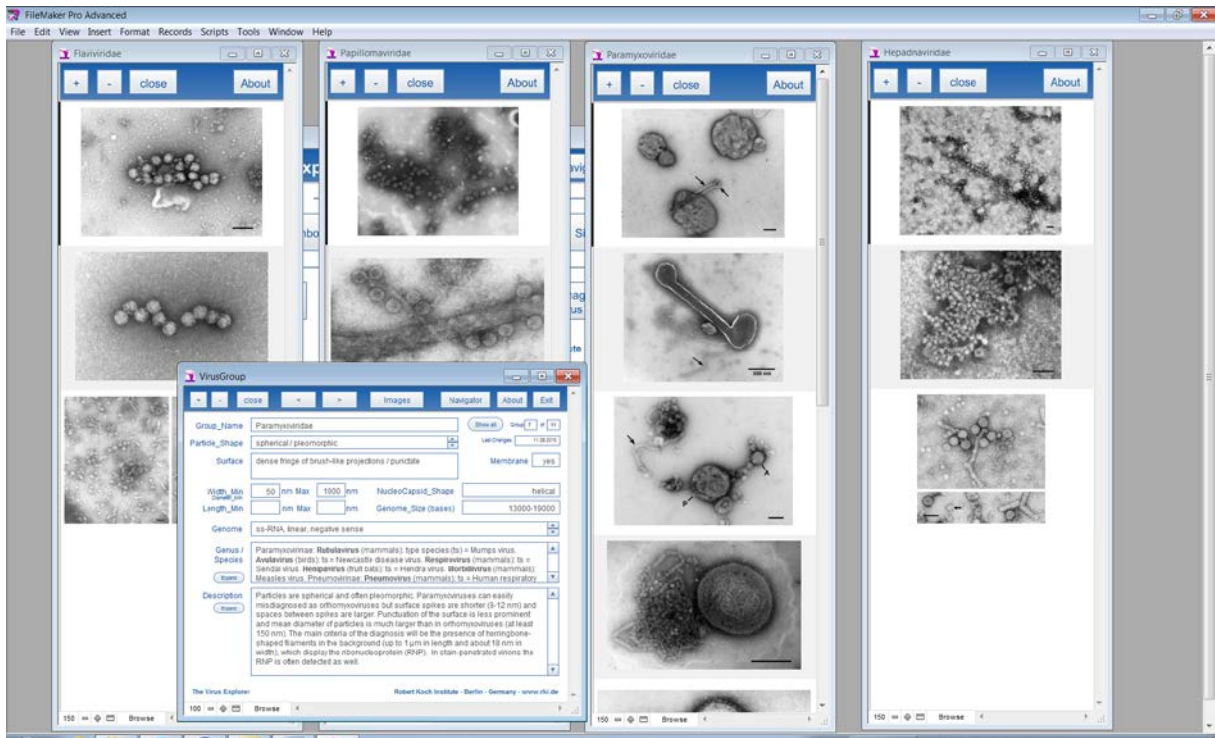 FileMaker Pro Advanced
File Edit View Insert Format Records Scripts Tools Window Help
Flaviviridae
+ - close About
Papillomaviridae
+ - close About
Paramyxoviridae
+ - close About
Hepadnaviridae
+ - close About
100 nm
A
VirusGroup
+ - close < > Images Navigator About Exit
Group_Name Paramyxoviridae Show all Group 7 of
Particle_Shape spherical / pleomorphic Last Changes
Surface dense fringe of brush-like projections / punctate Membrane yes
Width_Min 50 nm Max 1000 nm NucleoCapsid_Shape helical
Length_Min nm Max nm Genome_Size (bases) 13000-19000
Genome ss-RNA, linear, negative sense
Genus / Species
Paramyxovirinae: Rubulavirus (mammals): type species (ts) = Mumps virus.
Avulavirus (birds): ts = Newcastle disease virus. Respirovirus (mammals): ts =
Sendai virus. Henipavirus (fruit bats): ts = Hendra virus. Morbillivirus (mammals):
Measles virus. Pneumovirinae: Pneumovirus (mammals): ts = Human respiratory
Description
Particles are spherical and often pleomorphic. Paramyxoviruses can easily
misdiagnosed as orthomyxoviruses but surface spikes are shorter (8-12 nm) and
spaces between spikes are larger. Punctuation of the surface is less prominent
and mean diameter of particles is much larger than in orthomyxoviruses (at least
150 nm). The main criteria of the diagnosis will be the presence of herringbone-
shaped filaments in the background (up to 1 µm in length and about 18 nm in
width), which display the ribonucleoprotein (RNP). In stain-penetrated virions the
RNP is often detected as well.
The Virus Explorer Robert Koch Institute - Berlin - Germany - www.rki.de
100 Browse
150 Browse
150 Browse
150 Browse